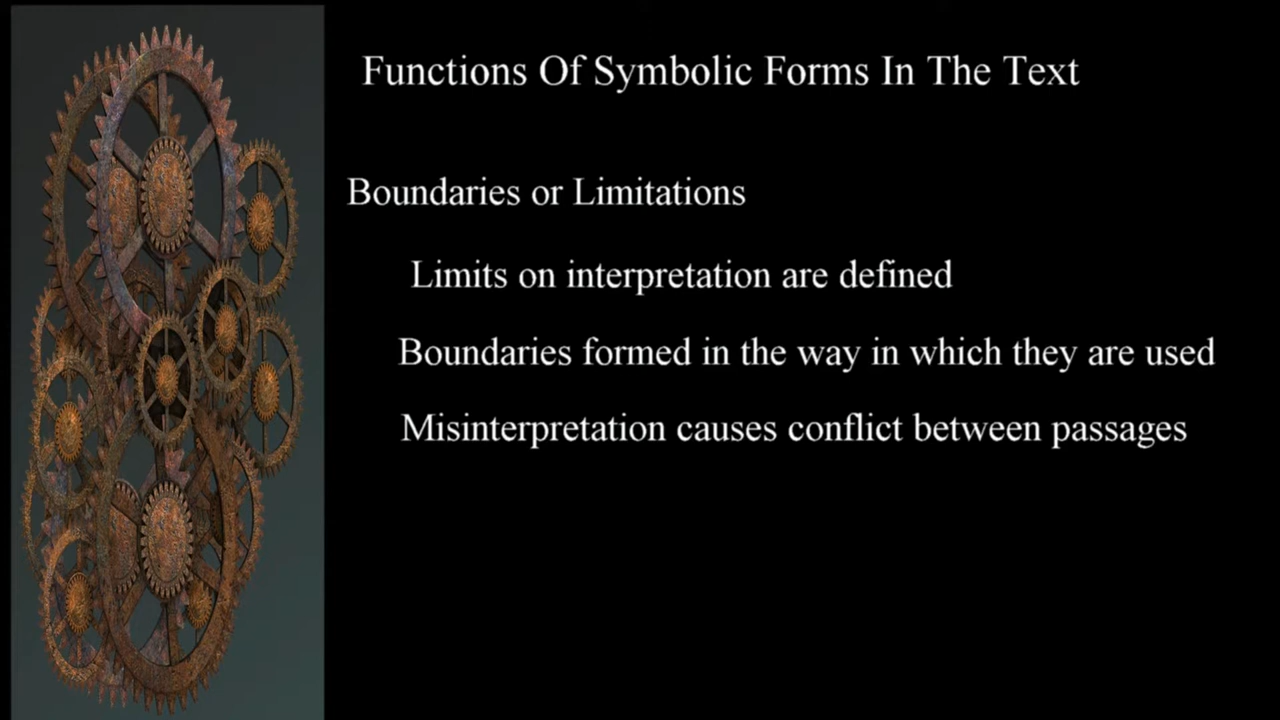 Functions Of Symbolic Forms In The Text
Boundaries or Limitations
Limits on interpretation are defined
Boundaries formed in the way in which they are used
Misinterpretation causes conflict between passages